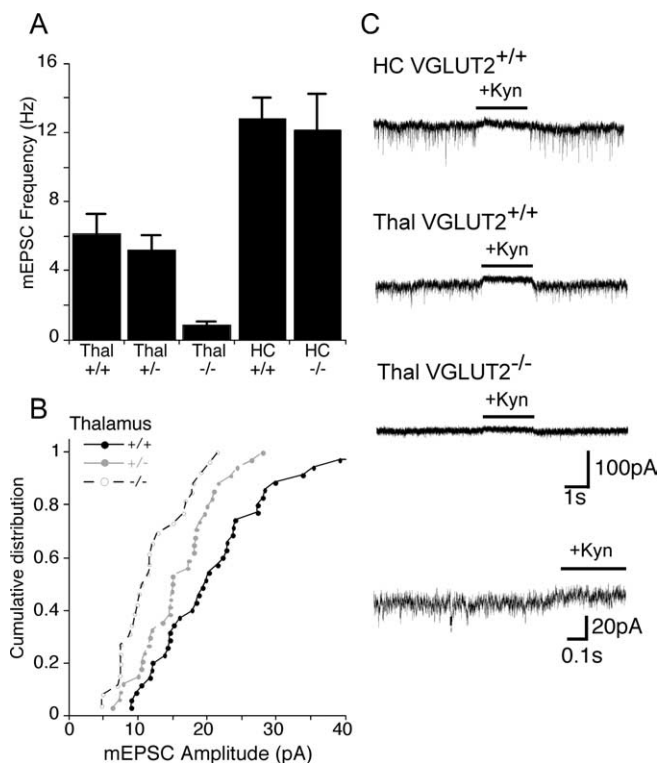 A
mEPSC Frequency (Hz)
16
12
8
4
0
Thal Thal Thal HC HC
+/+ +/- -/- +/+ -/-
B
Thalamus
+/+
+/-
-/-
Cumulative distribution
1
0.8
0.6
0.4
0.2
0
0 10 20 30 40
mEPSC Amplitude (pA)
C
HC VGLUT2+/+
+Kyn
Thal VGLUT2+/+
+Kyn
Thal VGLUT2-/-
+Kyn
100pA
1s
+Kyn
20pA
0.1s